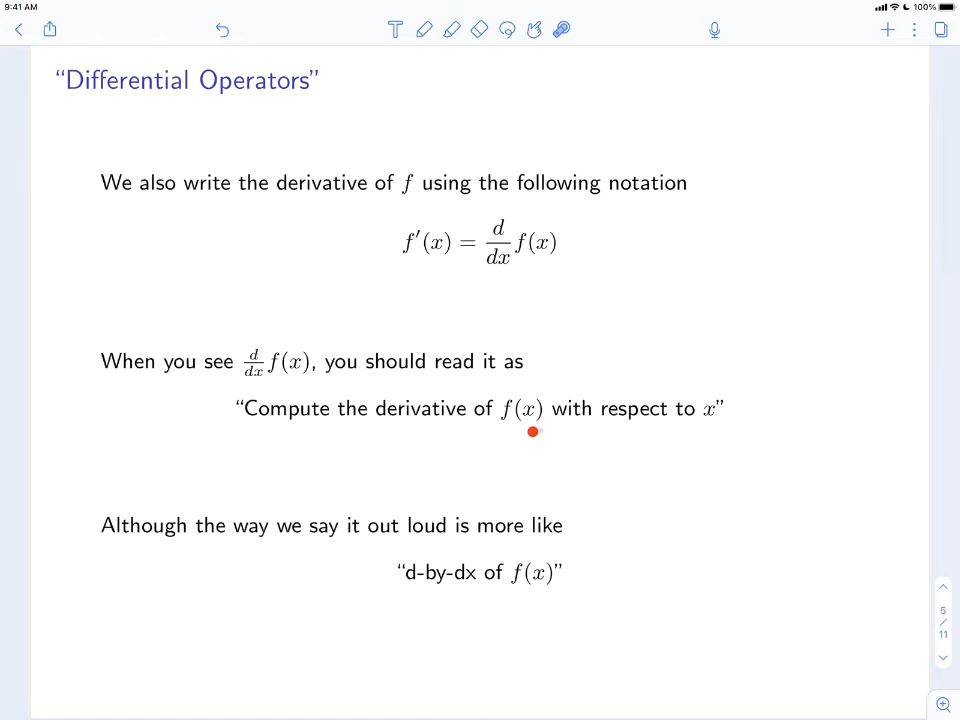 9:41 AM
100%
“Differential Operators”
We also write the derivative of f using the following notation
f′(x) = d/dx f(x)
When you see d/dx f(x), you should read it as
“Compute the derivative of f(x) with respect to x”
Although the way we say it out loud is more like
“d-by-dx of f(x)”
5
/
11